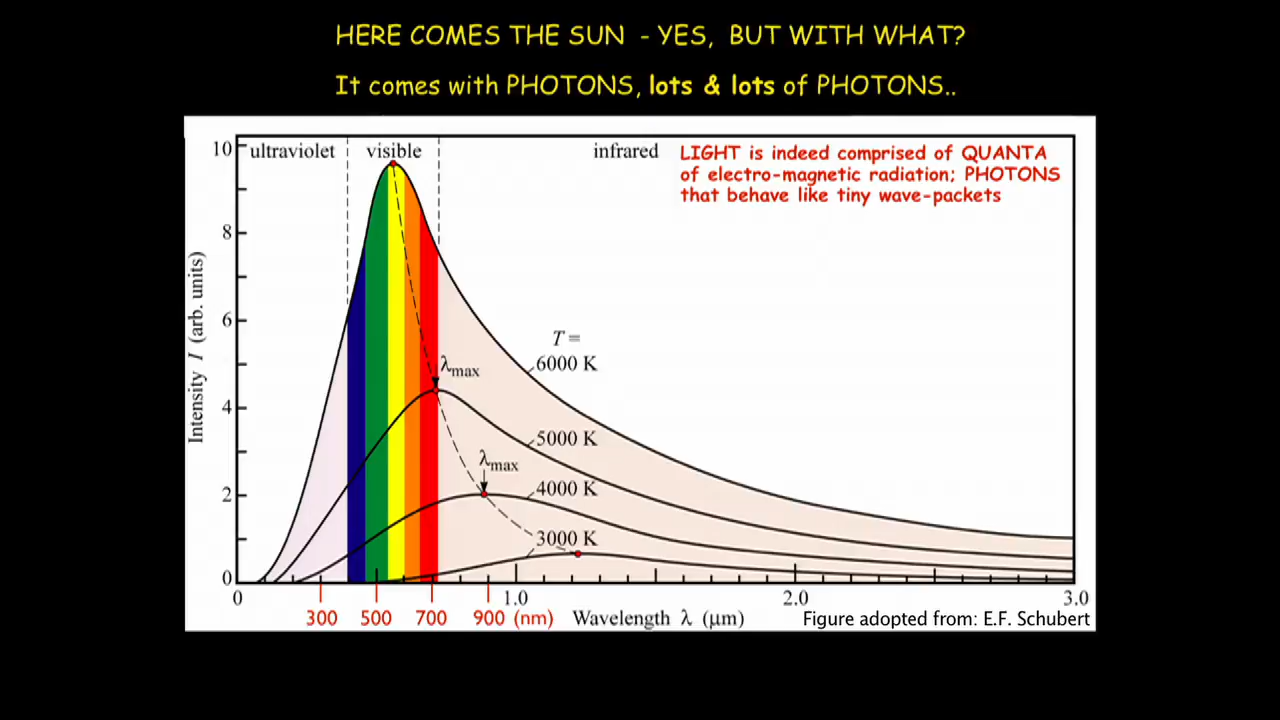 HERE COMES THE SUN - YES, BUT WITH WHAT?
It comes with PHOTONS, lots & lots of PHOTONS..
ultraviolet visible infrared
LIGHT is indeed comprised of QUANTA
of electro-magnetic radiation; PHOTONS
that behave like tiny wave-packets
10
8
6
4
2
0
Intensity I (arb. units)
T =
6000 K
λmax
5000 K
λmax
4000 K
3000 K
0 1.0 2.0 3.0
300 500 700 900 (nm) Wavelength λ (μm)
Figure adopted from: E.F. Schubert